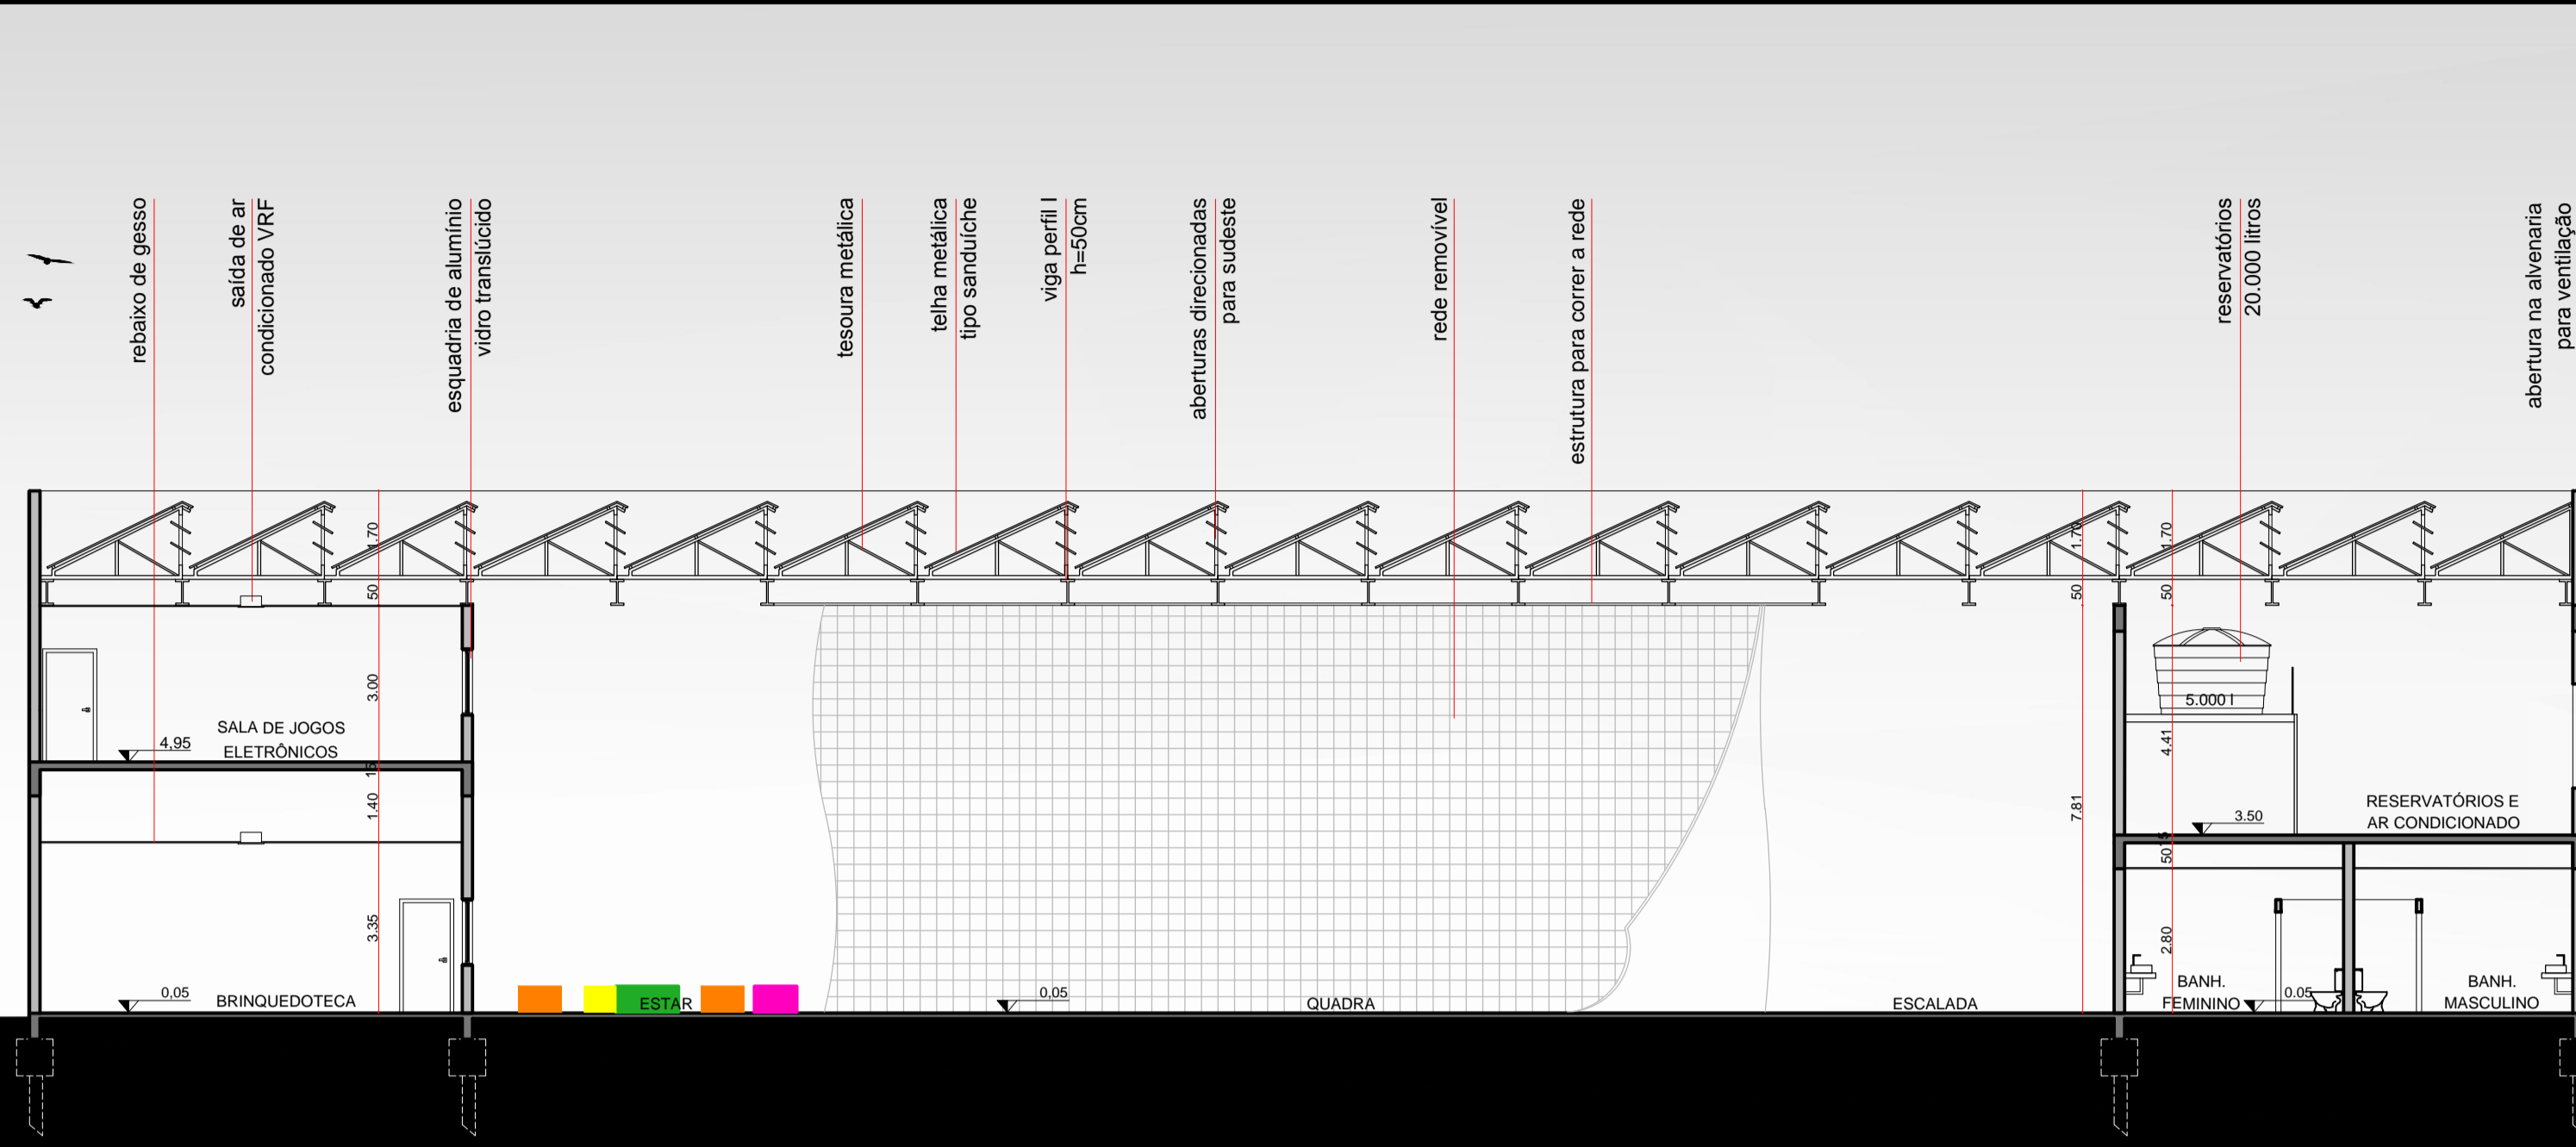 rebaixo de gesso
saída de ar
condicionado VRF
esquadria de alumínio
vidro translúcido
tesoura metálica
telha metálica
tipo sanduíche
viga perfil I
h=50cm
aberturas direcionadas
para sudeste
rede removível
estrutura para correr a rede
reservatórios
20.000 litros
abertura na alvenaria
para ventilação
1.70
50
3.00
15
1.40
3.35
SALA DE JOGOS
ELETRÔNICOS
4,95
0,05
BRINQUEDOTECA
ESTAR
0,05
QUADRA
ESCALADA
1.70
50
7.81
1.70
50
4.41
15
50
2.80
5.000 l
3.50
RESERVATÓRIOS E
AR CONDICIONADO
BANH.
FEMININO
0.05
BANH.
MASCULINO